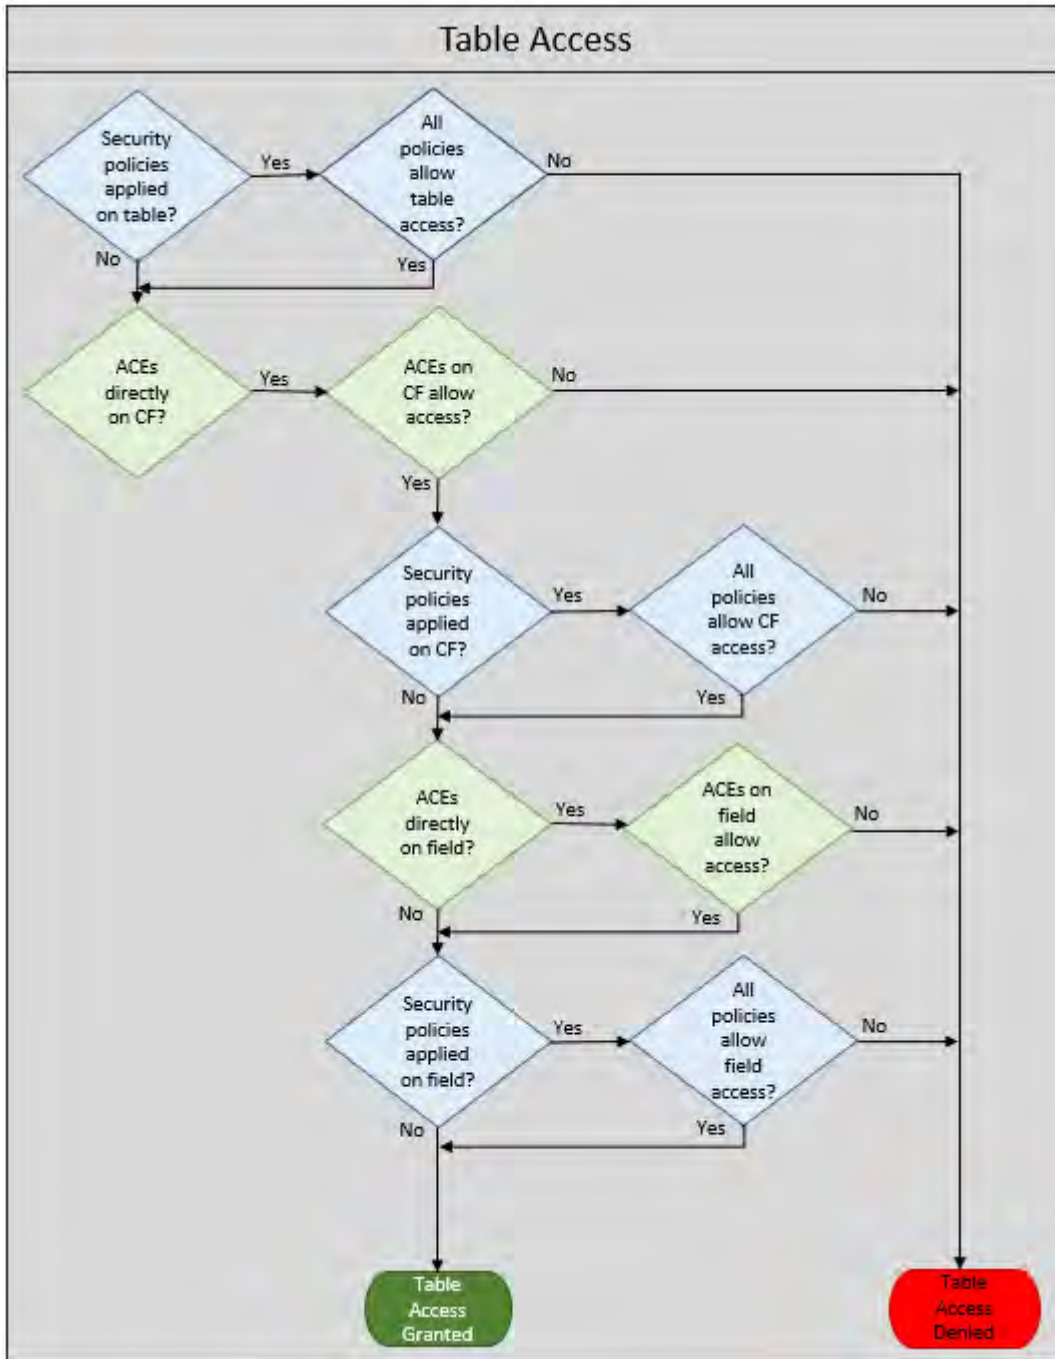 Table Access
Security
policies
applied
on table?
Yes
All
policies
allow
table
access?
No
No
Yes
ACEs
directly
on CF?
Yes
ACEs on
CF allow
access?
No
Yes
Security
policies
applied
on CF?
Yes
All
policies
allow CF
access?
No
No
Yes
ACEs
directly
on field?
Yes
ACEs on
field
allow
access?
No
No
Yes
Security
policies
applied
on field?
Yes
All
policies
allow
field
access?
No
No
Yes
Table
Access
Granted
Table
Access
Denied